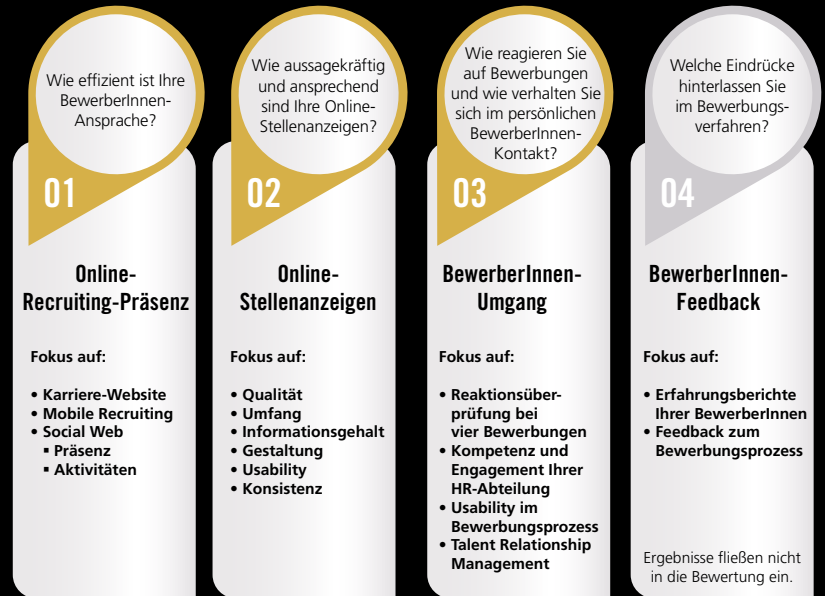 Wie effizient ist Ihre
BewerberInnen-
Ansprache?
01
Online-
Recruiting-Präsenz
Fokus auf:
• Karriere-Website
• Mobile Recruiting
• Social Web
▪ Präsenz
▪ Aktivitäten
Wie aussagekräftig
und ansprechend
sind Ihre Online-
Stellenanzeigen?
02
Online-
Stellenanzeigen
Fokus auf:
• Qualität
• Umfang
• Informationsgehalt
• Gestaltung
• Usability
• Konsistenz
Wie reagieren Sie
auf Bewerbungen
und wie verhalten Sie
sich im persönlichen
BewerberInnen-
Kontakt?
03
BewerberInnen-
Umgang
Fokus auf:
• Reaktionsüber-
prüfung bei
vier Bewerbungen
• Kompetenz und
Engagement Ihrer
HR-Abteilung
• Usability im
Bewerbungsprozess
• Talent Relationship
Management
Welche Eindrücke
hinterlassen Sie
im Bewerbungs-
verfahren?
04
BewerberInnen-
Feedback
Fokus auf:
• Erfahrungsberichte
Ihrer BewerberInnen
• Feedback zum
Bewerbungsprozess
Ergebnisse fließen nicht
in die Bewertung ein.